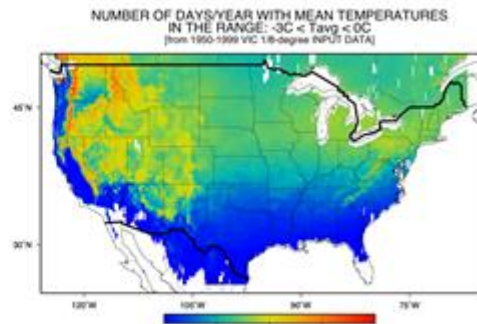 NUMBER OF DAYS/YEAR WITH MEAN TEMPERATURES
IN THE RANGE: -3C < Tavg < 0C
[from 1950-1999 VIC 1/8-degree INPUT DATA]
45°N
30°N
120°W
105°W
90°W
75°W